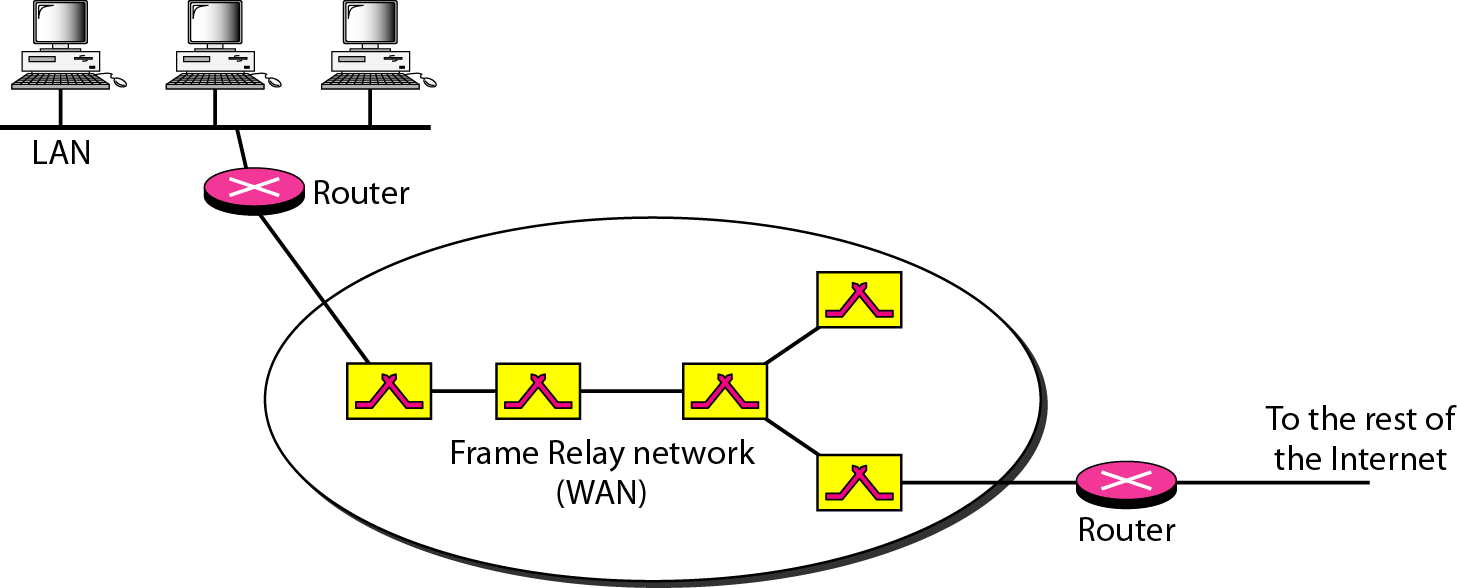 LAN
Router
Frame Relay network
(WAN)
To the rest of
the Internet
Router